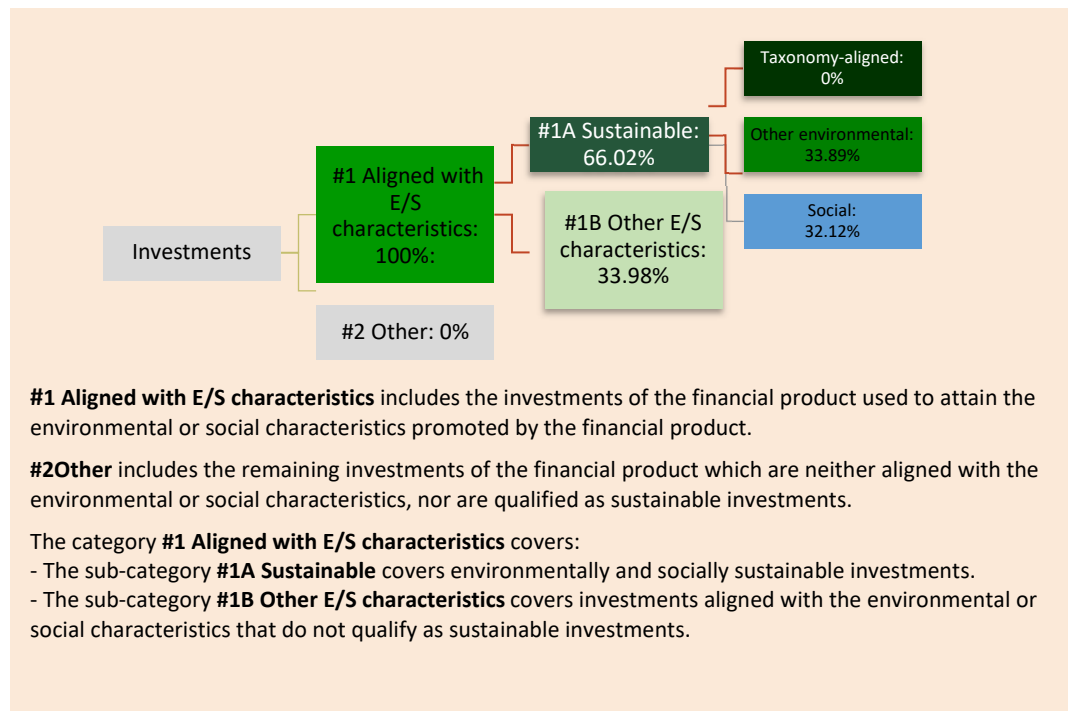 Taxonomy-aligned:
0%
#1A Sustainable:
66.02%
Other environmental:
33.89%
#1 Aligned with
E/S
characteristics:
100%:
#1B Other E/S
characteristics:
33.98%
Social:
32.12%
Investments
#2 Other: 0%
#1 Aligned with E/S characteristics includes the investments of the financial product used to attain the
environmental or social characteristics promoted by the financial product.
#2Other includes the remaining investments of the financial product which are neither aligned with the
environmental or social characteristics, nor are qualified as sustainable investments.
The category #1 Aligned with E/S characteristics covers:
- The sub-category #1A Sustainable covers environmentally and socially sustainable investments.
- The sub-category #1B Other E/S characteristics covers investments aligned with the environmental or
social characteristics that do not qualify as sustainable investments.